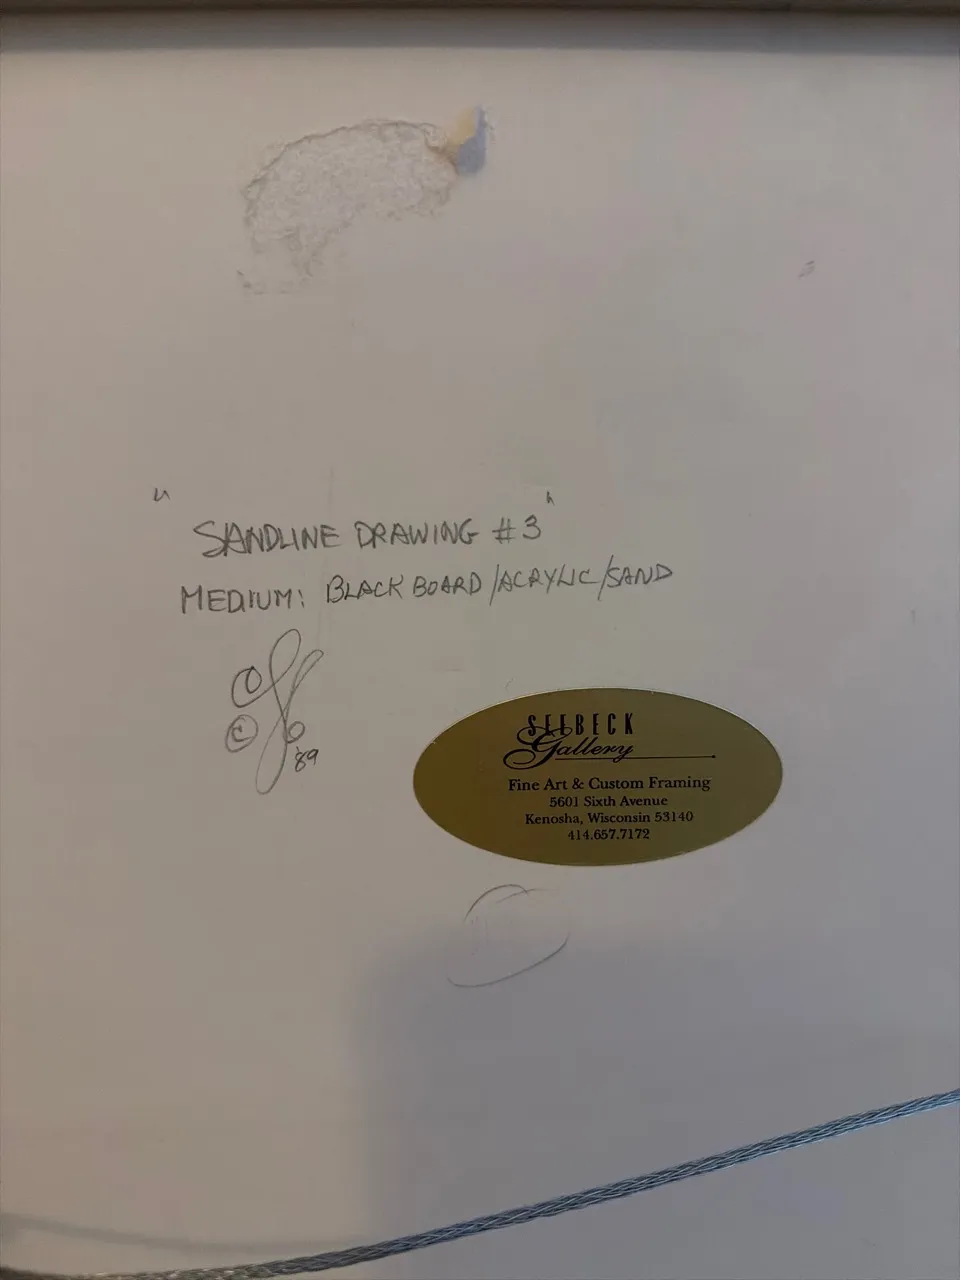 "SANDLINE DRAWING #3"
MEDIUM: BLACK BOARD/ACRYLIC/SAND
©
'89
SEEBECK
Gallery
Fine Art & Custom Framing
5601 Sixth Avenue
Kenosha, Wisconsin 53140
414.657.7172